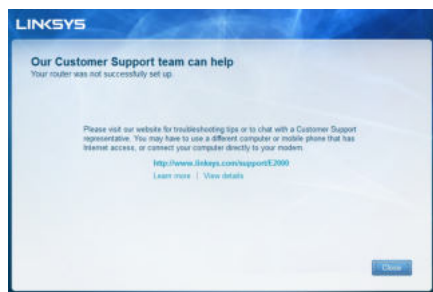 LINKSYS
Our Customer Support team can help
Your router was not successfully set up.
Please visit our website for troubleshooting tips or to chat with a Customer Support
representative. You may have to use a different computer or mobile phone that has
Internet access, or connect your computer directly to your modem.
http://www.linksys.com/support/E2000
Learn more | View details
Close